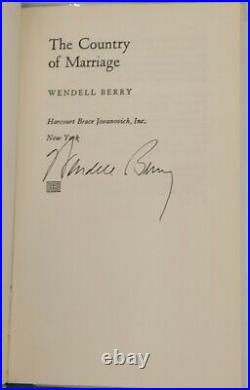 The Country
of Marriage
WENDELL BERRY
Harcourt Brace Jovanovich, Inc.
New York
Wendell Berry